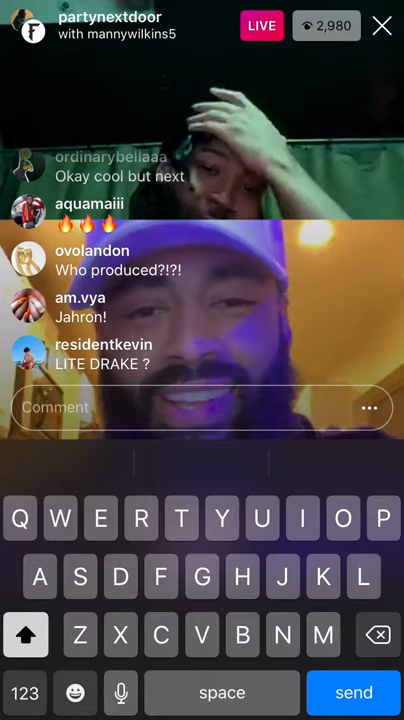 partynextdoor
with mannywilkins5
LIVE
2,980
ordinarybellaaa
Okay cool but next
aquamaiii
🔥🔥🔥
ovolandon
Who produced?!?!
am.vya
Jahron!
residentkevin
LITE DRAKE ?
Comment
Q W E R T Y U I O P
A S D F G H J K L
Z X C V B N M
123 space send